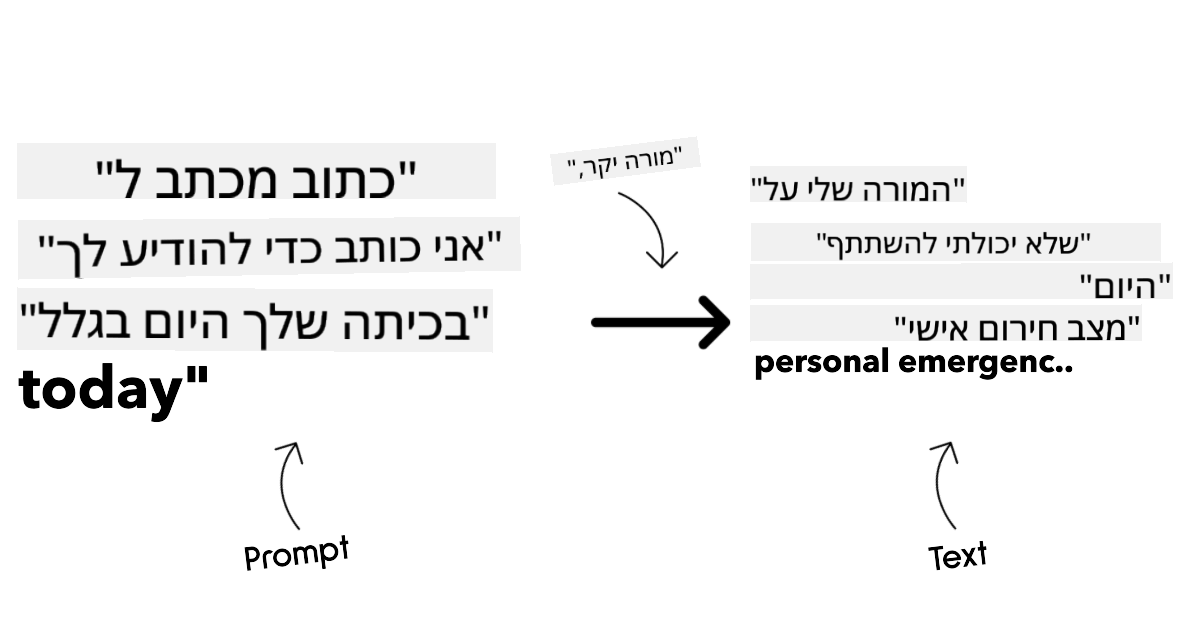 "כתוב מכתב ל"
"אני כותב כדי להודיע לך"
"בכיתה שלך היום בגלל"
today"
"מורה יקר,"
"המורה שלי על"
"שלא יכולתי להשתתף"
"היום"
"מצב חירום אישי"
personal emergenc..
Prompt
Text